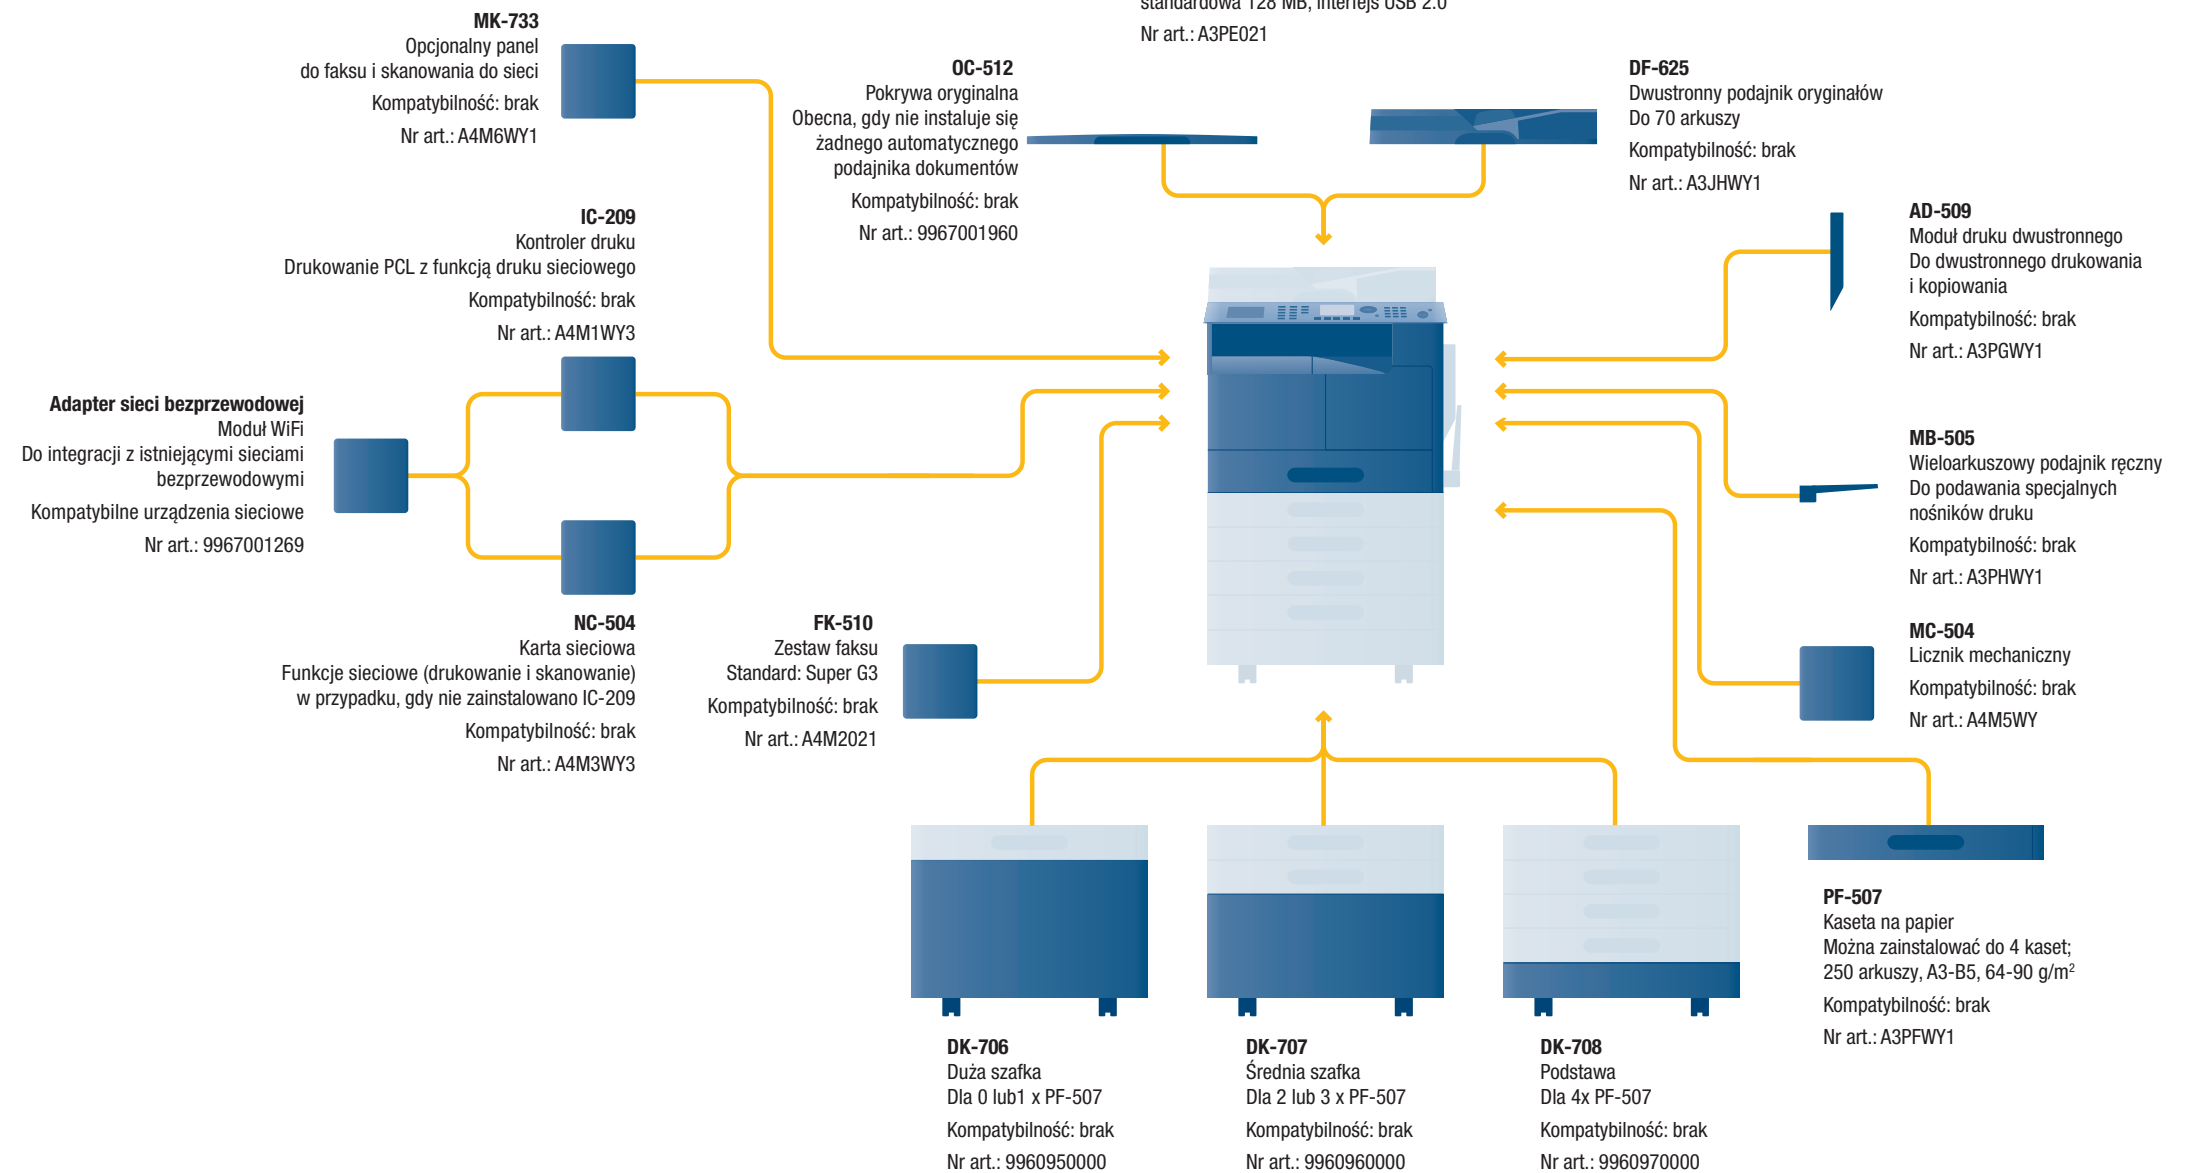 standardowa 128 MB, interfejs USB 2.0
Nr art.: A3PE021
MK-733
Opcjonalny panel
do faksu i skanowania do sieci
Kompatybilność: brak
Nr art.: A4M6WY1
OC-512
Pokrywa oryginalna
Obecna, gdy nie instaluje się
żadnego automatycznego
podajnika dokumentów
Kompatybilność: brak
Nr art.: 9967001960
DF-625
Dwustronny podajnik oryginałów
Do 70 arkuszy
Kompatybilność: brak
Nr art.: A3JHWY1
IC-209
Kontroler druku
Drukowanie PCL z funkcją druku sieciowego
Kompatybilność: brak
Nr art.: A4M1WY3
AD-509
Moduł druku dwustronnego
Do dwustronnego drukowania
i kopiowania
Kompatybilność: brak
Nr art.: A3PGWY1
Adapter sieci bezprzewodowej
Moduł WiFi
Do integracji z istniejącymi sieciami
bezprzewodowymi
Kompatybilne urządzenia sieciowe
Nr art.: 9967001269
MB-505
Wieloarkuszowy podajnik ręczny
Do podawania specjalnych
nośników druku
Kompatybilność: brak
Nr art.: A3PHWY1
NC-504
Karta sieciowa
Funkcje sieciowe (drukowanie i skanowanie)
w przypadku, gdy nie zainstalowano IC-209
Kompatybilność: brak
Nr art.: A4M3WY3
FK-510
Zestaw faksu
Standard: Super G3
Kompatybilność: brak
Nr art.: A4M2021
MC-504
Licznik mechaniczny
Kompatybilność: brak
Nr art.: A4M5WY
PF-507
Kaseta na papier
Można zainstalować do 4 kaset;
250 arkuszy, A3-B5, 64-90 g/m²
Kompatybilność: brak
Nr art.: A3PFWY1
DK-706
Duża szafka
Dla 0 lub1 x PF-507
Kompatybilność: brak
Nr art.: 9960950000
DK-707
Średnia szafka
Dla 2 lub 3 x PF-507
Kompatybilność: brak
Nr art.: 9960960000
DK-708
Podstawa
Dla 4x PF-507
Kompatybilność: brak
Nr art.: 9960970000